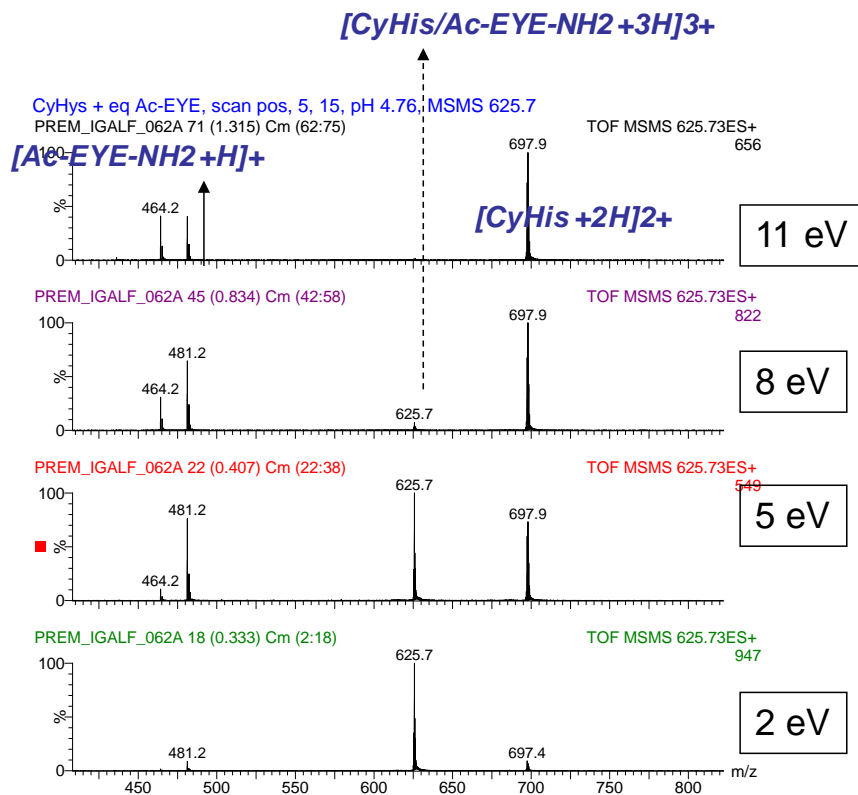 [CyHis/Ac-EYE-NH2 +3H]3+
CyHys + eq Ac-EYE, scan pos, 5, 15, pH 4.76, MSMS 625.7
PREM_IGALF_062A 71 (1.315) Cm (62:75) TOF MSMS 625.73ES+
656
100
697.9
[Ac-EYE-NH2 +H]+
464.2
%
[CyHis +2H]2+
11 eV
0
PREM_IGALF_062A 45 (0.834) Cm (42:58) TOF MSMS 625.73ES+
822
100
697.9
481.2
464.2
625.7
%
8 eV
0
PREM_IGALF_062A 22 (0.407) Cm (22:38) TOF MSMS 625.73ES+
549
100
625.7
481.2
697.9
464.2
%
5 eV
0
PREM_IGALF_062A 18 (0.333) Cm (2:18) TOF MSMS 625.73ES+
947
100
625.7
481.2
697.4
%
2 eV
0
m/z
450 500 550 600 650 700 750 800